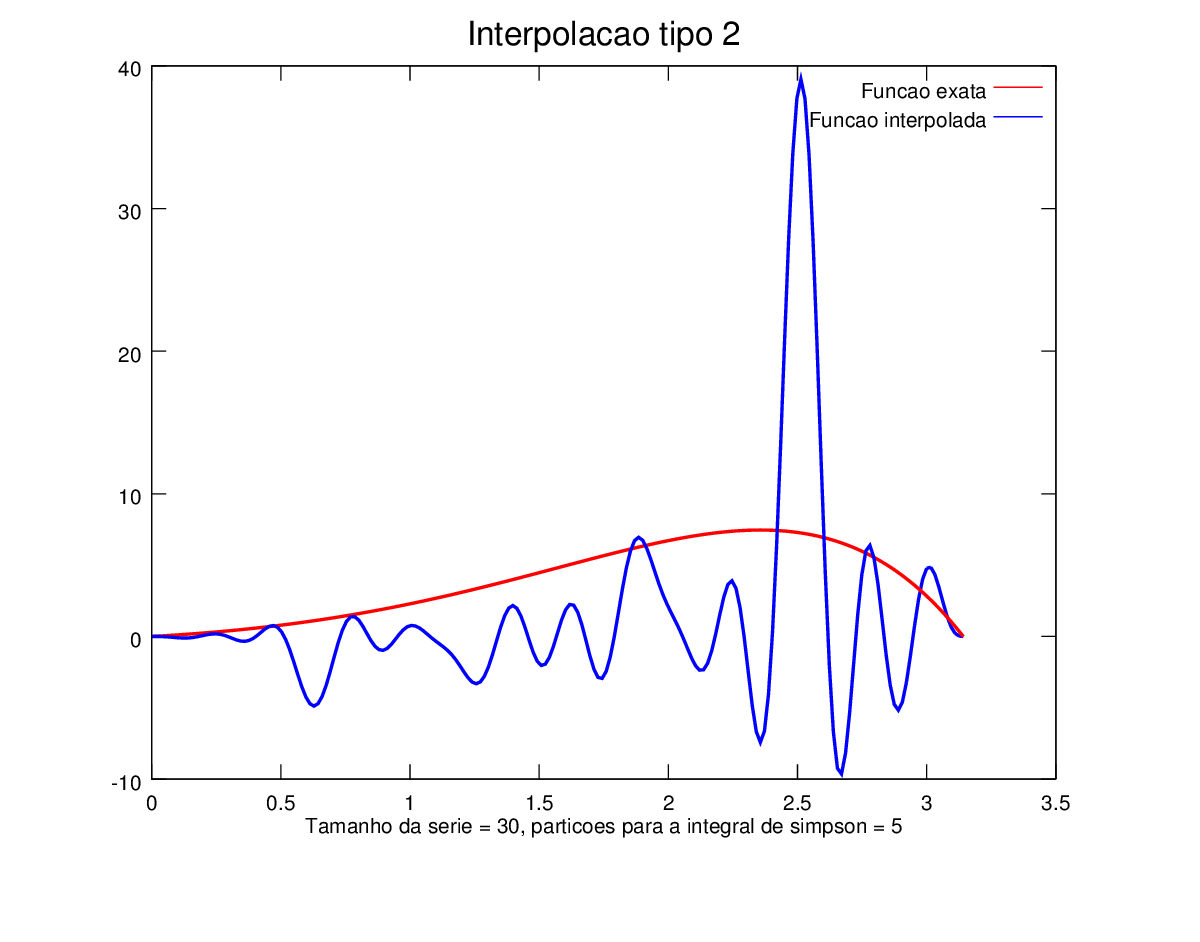 Interpolacao tipo 2
40
30
20
10
0
-10
Funcao exata
Funcao interpolada
0 0.5 1 1.5 2 2.5 3 3.5
Tamanho da serie = 30, particoes para a integral de simpson = 5